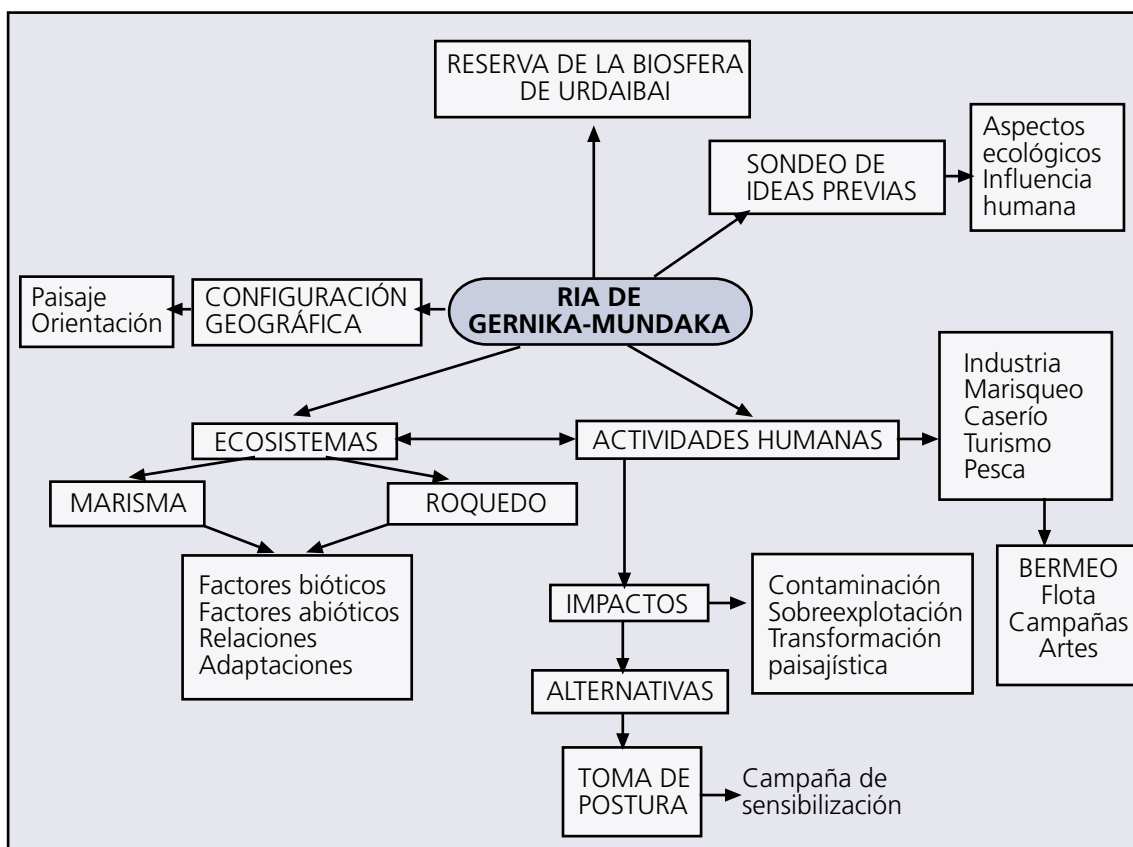 RESERVA DE LA BIOSFERA
DE URDAIBAI
SONDEO DE
IDEAS PREVIAS
Aspectos
ecológicos
Influencia
humana
Paisaje
Orientación
CONFIGURACIÓN
GEOGRÁFICA
RIA DE
GERNIKA-MUNDAKA
ECOSISTEMAS
ACTIVIDADES HUMANAS
Industria
Marisqueo
Caserío
Turismo
Pesca
MARISMA
ROQUEDO
Factores bióticos
Factores abióticos
Relaciones
Adaptaciones
IMPACTOS
Contaminación
Sobreexplotación
Transformación
paisajística
BERMEO
Flota
Campañas
Artes
ALTERNATIVAS
TOMA DE
POSTURA
Campaña de
sensibilización